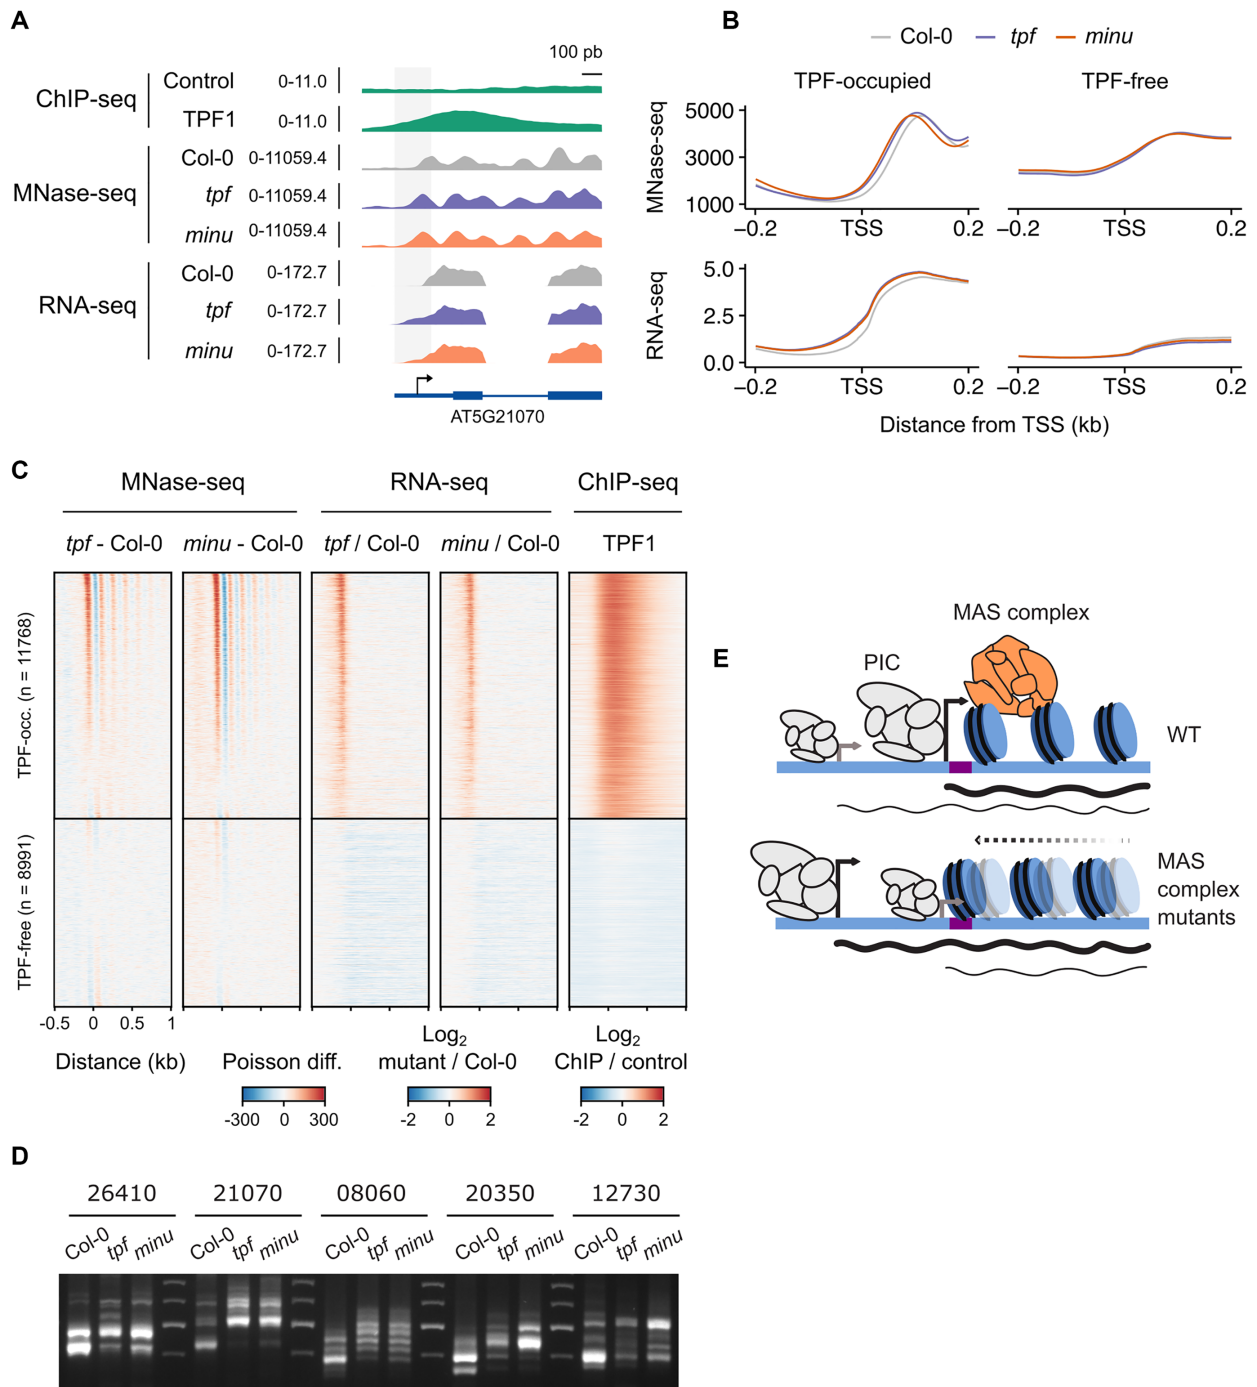 A
100 pb
ChIP-seq
Control 0-11.0
TPF1 0-11.0
MNase-seq
Col-0 0-11059.4
tpf 0-11059.4
minu 0-11059.4
RNA-seq
Col-0 0-172.7
tpf 0-172.7
minu 0-172.7
AT5G21070
B
Col-0 tpf minu
TPF-occupied TPF-free
MNase-seq
5000
3000
1000
−0.2 TSS 0.2 −0.2 TSS 0.2
RNA-seq
5.0
2.5
0.0
−0.2 TSS 0.2 −0.2 TSS 0.2
Distance from TSS (kb)
C
MNase-seq RNA-seq ChIP-seq
tpf - Col-0 minu - Col-0 tpf / Col-0 minu / Col-0 TPF1
TPF-occ. (n = 11768)
TPF-free (n = 8991)
-0.5 0 0.5 1
Distance (kb)
Poisson diff.
-300 0 300
Log2
mutant / Col-0
-2 0 2
Log2
ChIP / control
-2 0 2
D
26410 21070 08060 20350 12730
Col-0 tpf minu Col-0 tpf minu Col-0 tpf minu Col-0 tpf minu Col-0 tpf minu
E
MAS complex
PIC
WT
MAS
complex
mutants